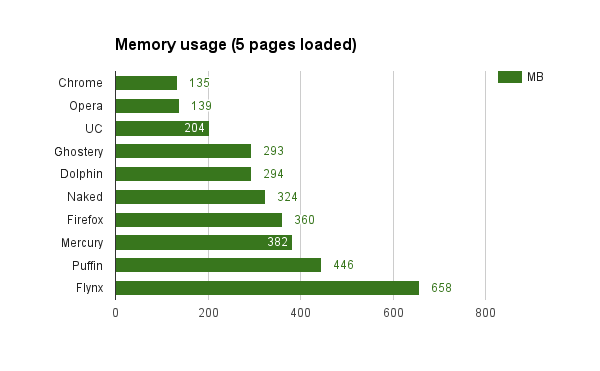 Memory usage (5 pages loaded)
MB
Chrome 135
Opera 139
UC 204
Ghostery 293
Dolphin 294
Naked 324
Firefox 360
Mercury 382
Puffin 446
Flynx 658
0 200 400 600 800